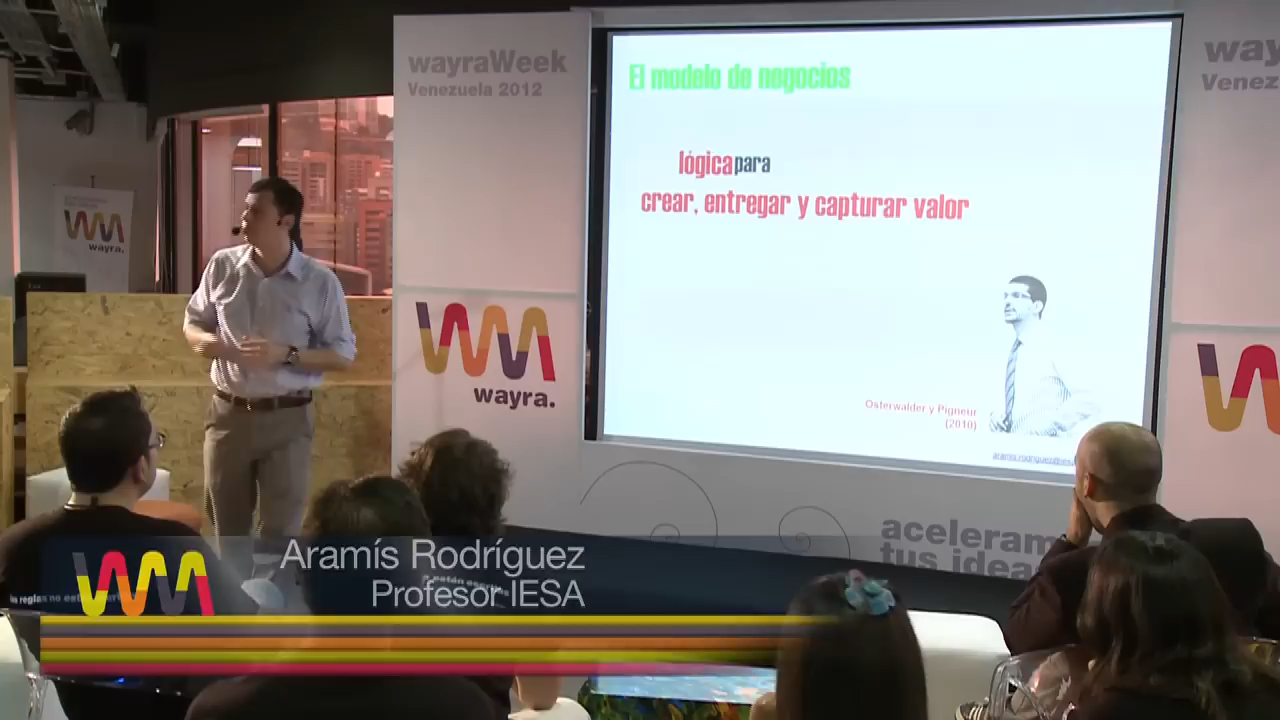 wayraWeek
Venezuela 2012
El modelo de negocios
lógica para
crear, entregar y capturar valor
Osterwalder y Pigneur
(2010)
wayra.
wayra.
aceleram
tus idea
way
Venez
Aramís Rodríguez
Profesor IESA